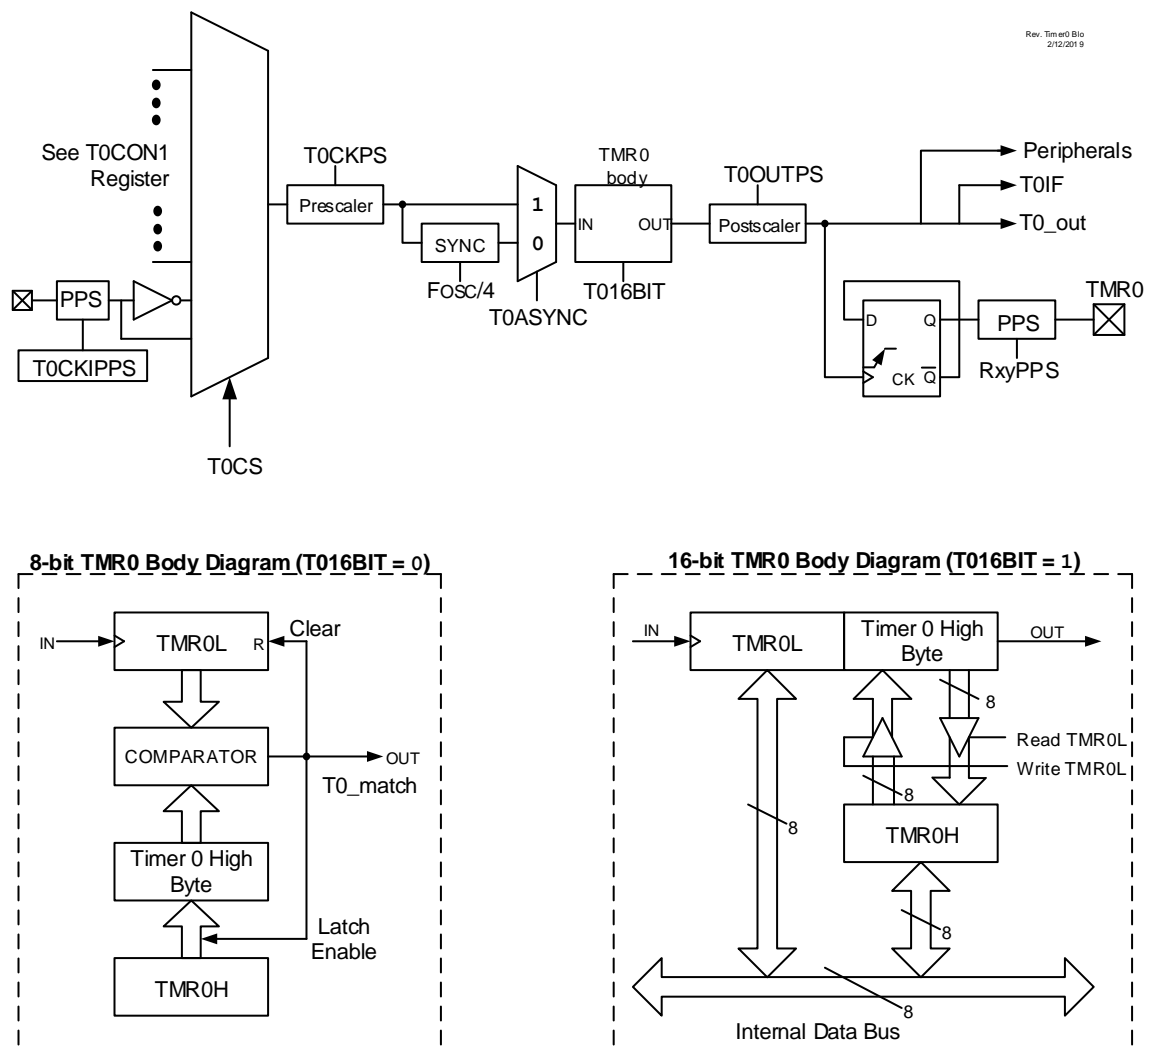 Rev. Timer0 Blo
2/12/2019
See T0CON1
Register
T0CKPS
Prescaler
SYNC
FOSC/4
1
0
T0ASYNC
TMR0
body
IN
OUT
T016BIT
T0OUTPS
Postscaler
Peripherals
T0IF
T0_out
PPS
T0CKIPPS
T0CS
D
Q
CK
Q
PPS
RxyPPS
TMR0
8-bit TMR0 Body Diagram (T016BIT = 0)
IN
TMR0L
R
Clear
COMPARATOR
OUT
T0_match
Timer 0 High
Byte
Latch
Enable
TMR0H
16-bit TMR0 Body Diagram (T016BIT = 1)
IN
TMR0L
Timer 0 High
Byte
OUT
8
Read TMR0L
Write TMR0L
8
8
TMR0H
8
8
Internal Data Bus